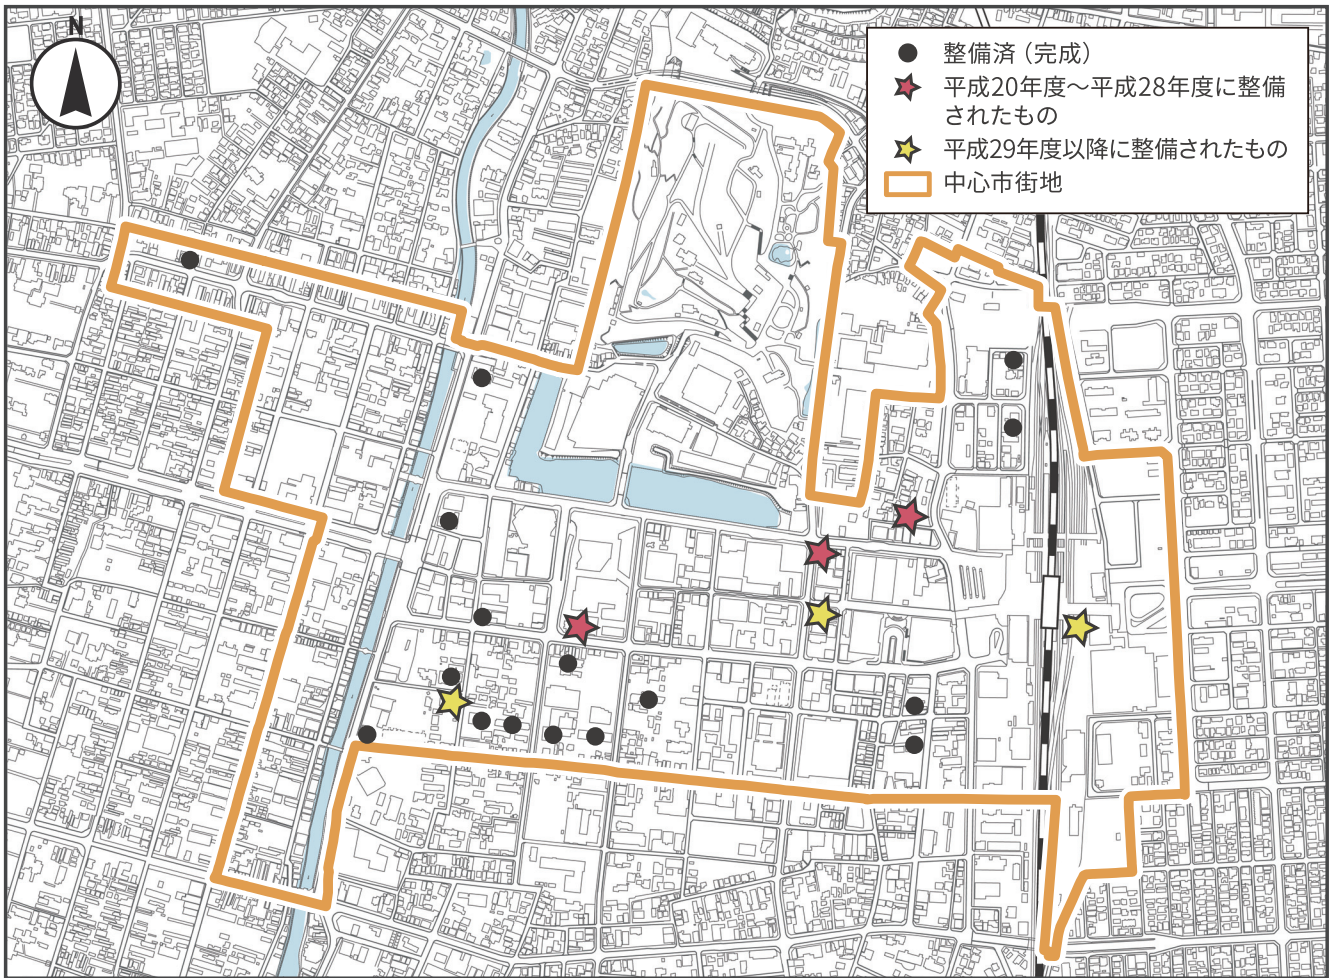 N
整備済（完成）
平成20年度～平成28年度に整備
されたもの
平成29年度以降に整備されたもの
中心市街地